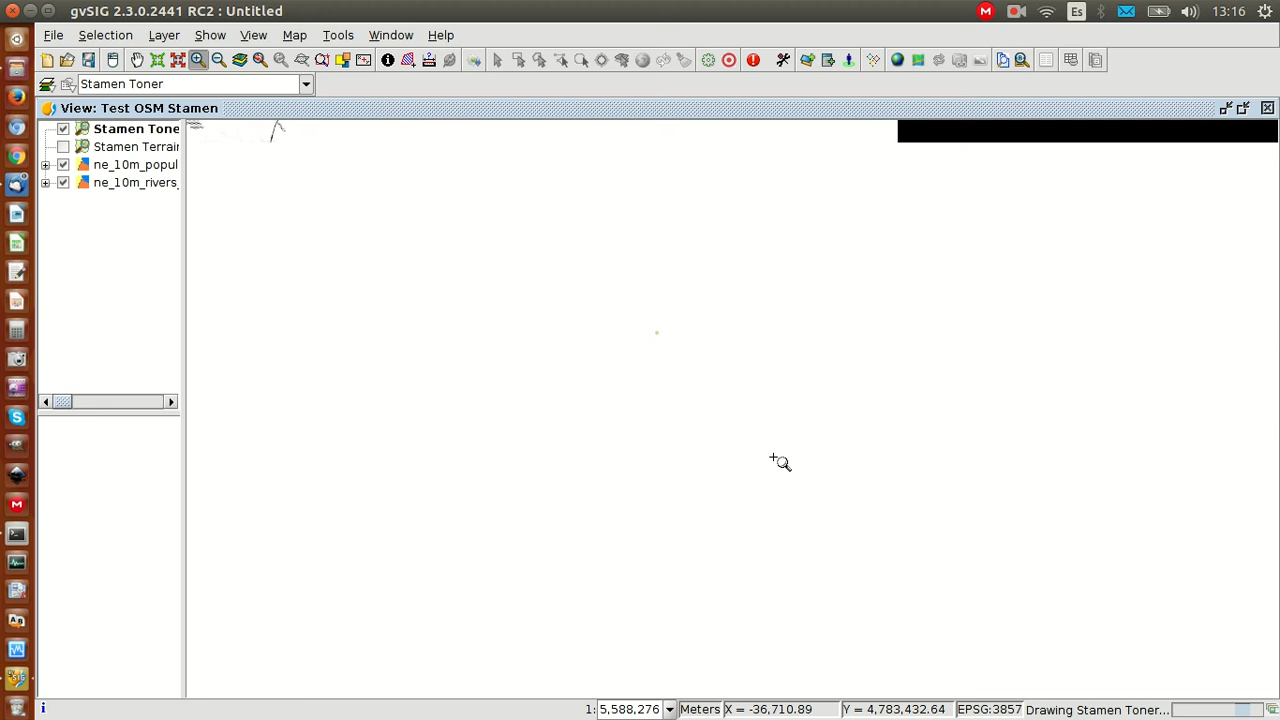 gvSIG 2.3.0.2441 RC2 : Untitled
Es
13:16
File Selection Layer Show View Map Tools Window Help
Stamen Toner
View: Test OSM Stamen
Stamen Tone
Stamen Terrain
ne_10m_popul
ne_10m_rivers_
1: 5,588,276 Meters X = -36,710.89 Y = 4,783,432.64 EPSG:3857 Drawing Stamen Toner...